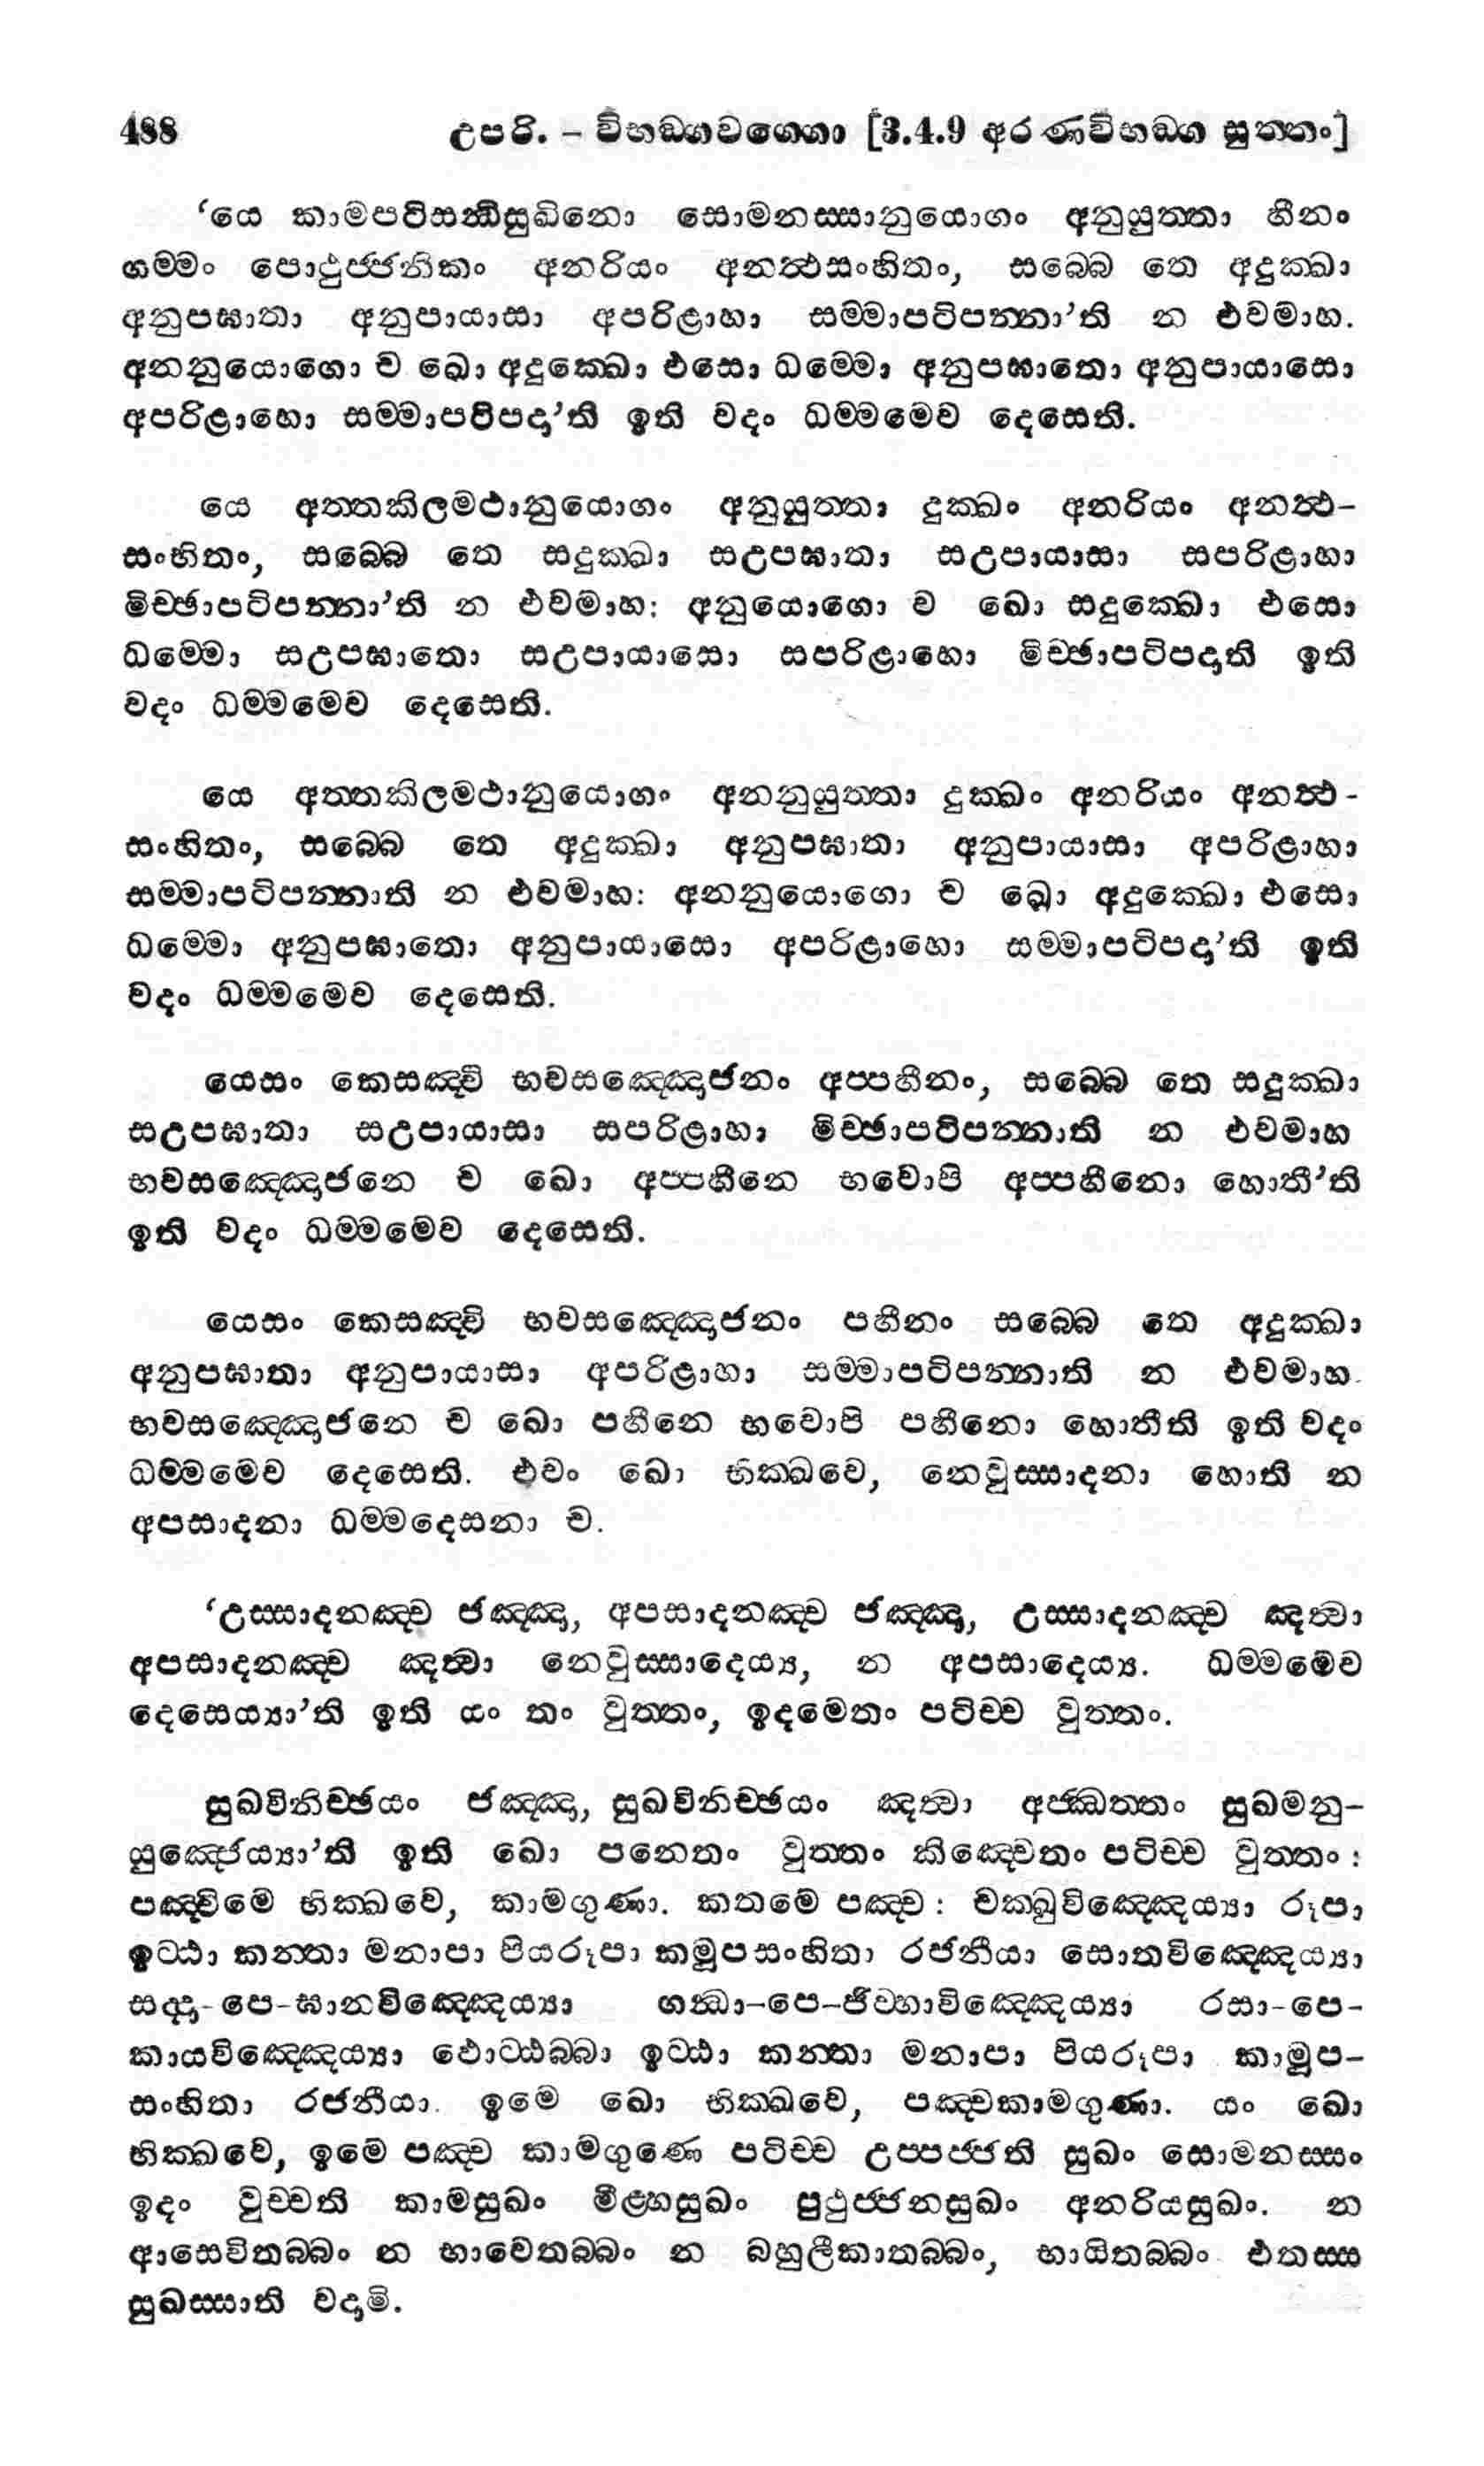 488 උපරි. – විභඞ්ගවග්ගො [3.4.9 අරණවිභඞ්ග සුත්තං]
‘යෙ කාමපටිසන්ධිසුඛිනො සොමනස්සානුයොගං අනුයුත්තා හීනං
ගම්මං පොථුජ්ජනිකං අනරියං අනත්ථසංහිතං, සබ්බෙ තෙ අදුක්ඛා
අනුපඝාතා අනුපායාසා අපරිළාහා සම්මාපටිපන්නා’ති න එවමාහ.
අනනුයොගො ච ඛො අදුක්ඛො එසො ධම්මො අනුපඝාතො අනුපායාසො
අපරිළාහො සම්මාපටිපදා’ති ඉති වදං ධම්මමෙව දෙසෙති.
යෙ අත්තකිලමථානුයොගං අනුයුත්තා දුක්ඛං අනරියං අනත්ථ–
සංහිතං, සබ්බෙ තෙ සදුක්ඛා සඋපඝාතා සඋපායාසා සපරිළාහා
මිච්ඡාපටිපන්නා’ති න එවමාහ: අනුයොගො ච ඛො සදුක්ඛො එසො
ධම්මො සඋපඝාතො සඋපායාසො සපරිළාහො මිච්ඡාපටිපදාති ඉති
වදං ධම්මමෙව දෙසෙති.
යෙ අත්තකිලමථානුයොගං අනනුයුත්තා දුක්ඛං අනරියං අනත්ථ-
සංහිතං, සබ්බෙ තෙ අදුක්ඛා අනුපඝාතා අනුපායාසා අපරිළාහා
සම්මාපටිපන්නාති න එවමාහ: අනනුයොගො ච ඛො අදුක්ඛො එසො
ධම්මො අනුපඝාතො අනුපායාසො අපරිළාහො සම්මාපටිපදා’ති ඉති
වදං ධම්මමෙව දෙසෙති.
යෙසං කෙසඤ්චි භවසඤ්ඤොජනං අප්පහීනං, සබ්බෙ තෙ සදුක්ඛා
සඋපඝාතා සඋපායාසා සපරිළාහා මිච්ඡාපටිපන්නාති න එවමාහ
භවසඤ්ඤොජනෙ ච ඛො අප්පහීනෙ භවොපි අප්පහීනො හොතී’ති
ඉති වදං ධම්මමෙව දෙසෙති.
යෙසං කෙසඤ්චි භවසඤ්ඤොජනං පහීනං සබ්බෙ තෙ අදුක්ඛා
අනුපඝාතා අනුපායාසා අපරිළාහා සම්මාපටිපන්නාති න එවමාහ.
භවසඤ්ඤොජනෙ ච ඛො පහීනෙ භවොපි පහීනො හොතීති ඉති වදං
ධම්මමෙව දෙසෙති. එවං ඛො භික්ඛවෙ, නෙවුස්සාදනා හොති න
අපසාදනා ධම්මදෙසනා ච.
‘උස්සාදනඤ්ච ජඤ්ඤා, අපසාදනඤ්ච ජඤ්ඤා, උස්සාදනඤ්ච ඤත්වා
අපසාදනඤ්ච ඤත්වා නෙවුස්සාදෙය්‍ය, න අපසාදෙය්‍ය. ධම්මමෙව
දෙසෙය්‍යා’ති ඉති යං තං වුත්තං, ඉදමෙතං පටිච්ච වුත්තං.
සුඛවිනිච්ඡයං ජඤ්ඤා, සුඛවිනිච්ඡයං ඤත්වා අජ්ඣත්තං සුඛමනු–
යුඤ්ජෙය්‍යා’ති ඉති ඛො පනෙතං වුත්තං කිඤ්චෙතං පටිච්ච වුත්තං:
පඤ්චිමෙ භික්ඛවෙ, කාමගුණා. කතමෙ පඤ්ච: චක්ඛුවිඤ්ඤෙය්‍යා රූපා
ඉට්ඨා කන්තා මනාපා පියරූපා කමූපසංහිතා රජනීයා සොතවිඤ්ඤෙය්‍යා
සද්දා-පෙ-ඝානවිඤ්ඤෙය්‍යා ගන්ධා–පෙ–ජිව්හාවිඤ්ඤෙය්‍යා රසා-පෙ-
කායවිඤ්ඤෙය්‍යා ඵොට්ඨබ්බා ඉට්ඨා කන්තා මනාපා පියරූපා කාමූප–
සංහිතා රජනීයා. ඉමෙ ඛො භික්ඛවෙ, පඤ්චකාමගුණා. යං ඛො
භික්ඛවෙ, ඉමේ පඤ්ච කාමගුණෙ පටිච්ච උප්පජ්ජති සුඛං සොමනස්සං
ඉදං වුච්චති කාමසුඛං මීළ්හසුඛං පුථුජ්ජනසුඛං අනරියසුඛං. න
ආසෙවිතබ්බං න භාවෙතබ්බං න බහුලීකාතබ්බං, භායිතබ්බං එතස්ස
සුඛස්සාති වදාමි.